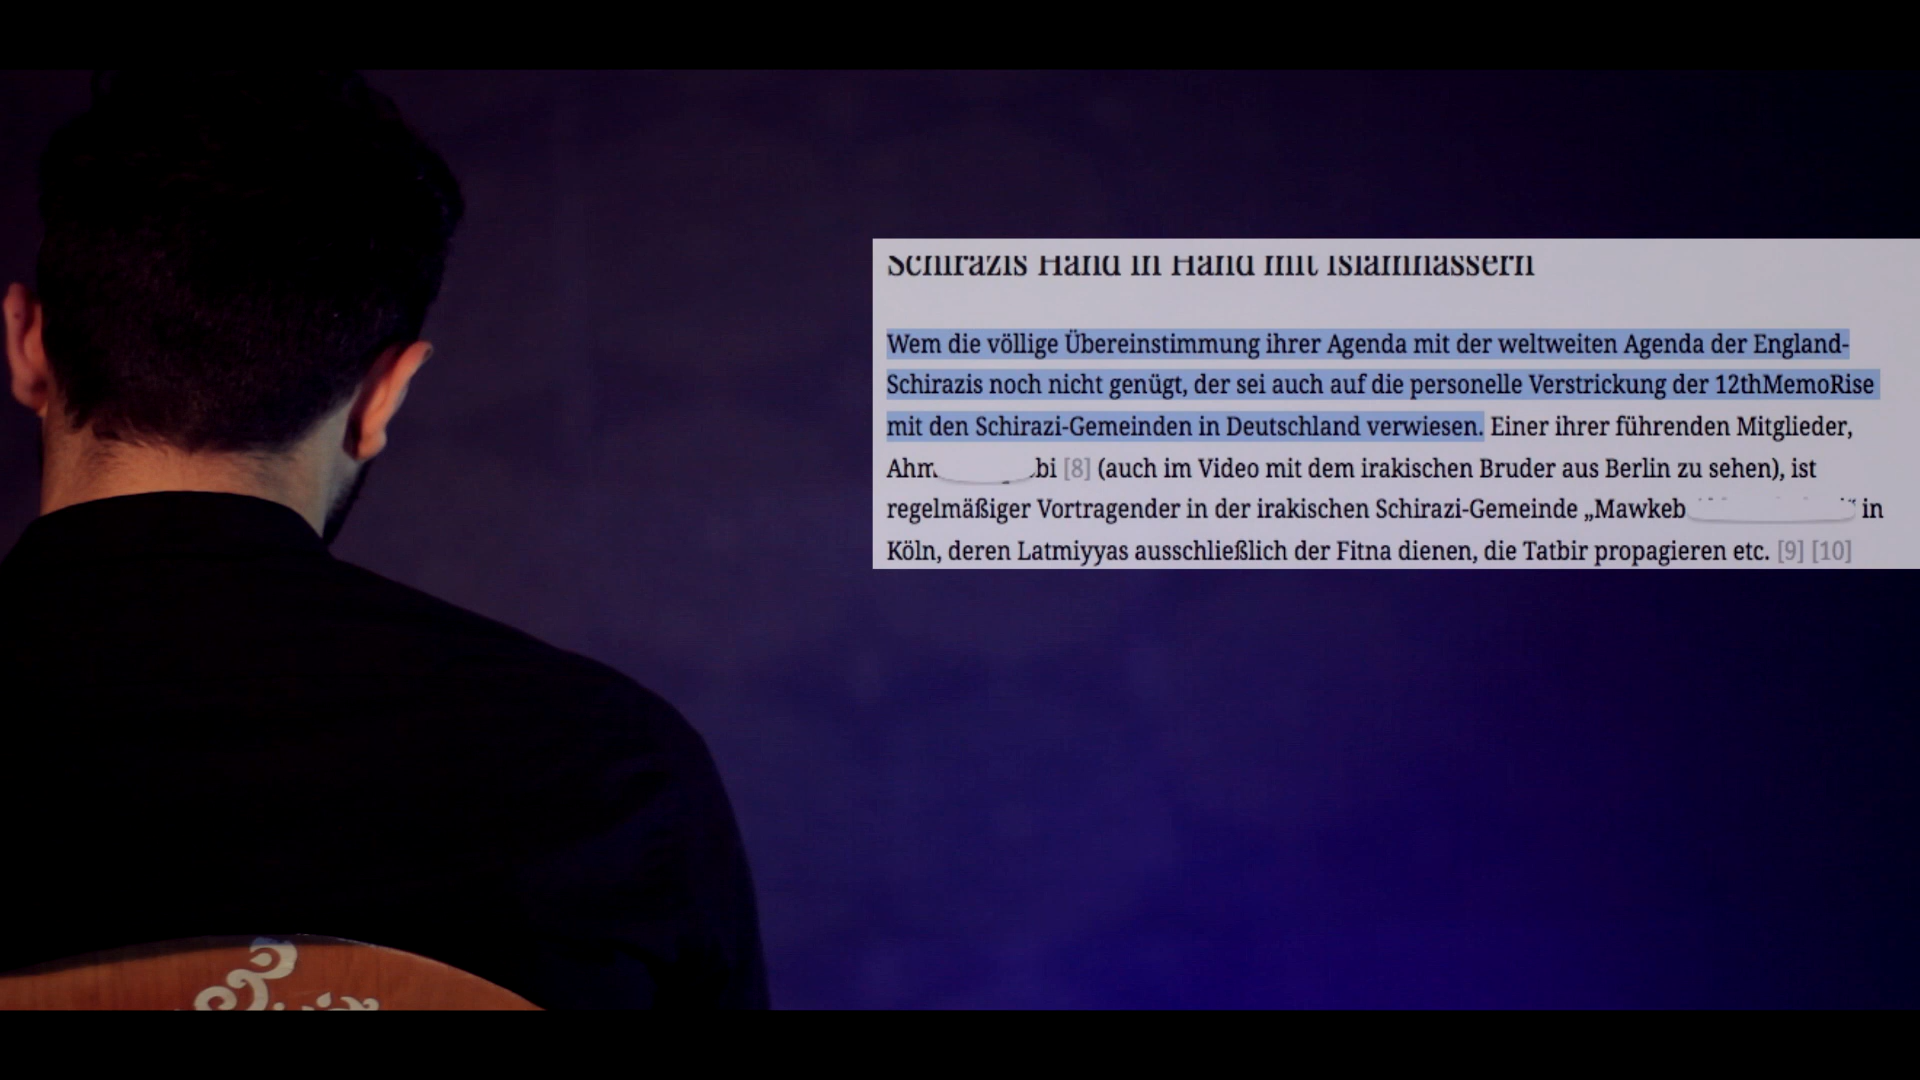 Schirazis Hand in Hand mit Islamhassern
Wem die völlige Übereinstimmung ihrer Agenda mit der weltweiten Agenda der England-
Schirazis noch nicht genügt, der sei auch auf die personelle Verstrickung der 12thMemoRise
mit den Schirazi-Gemeinden in Deutschland verwiesen. Einer ihrer führenden Mitglieder,
Ahm bi [8] (auch im Video mit dem irakischen Bruder aus Berlin zu sehen), ist
regelmäßiger Vortragender in der irakischen Schirazi-Gemeinde „Mawkeb “ in
Köln, deren Latmiyyas ausschließlich der Fitna dienen, die Tatbir propagieren etc. [9] [10]